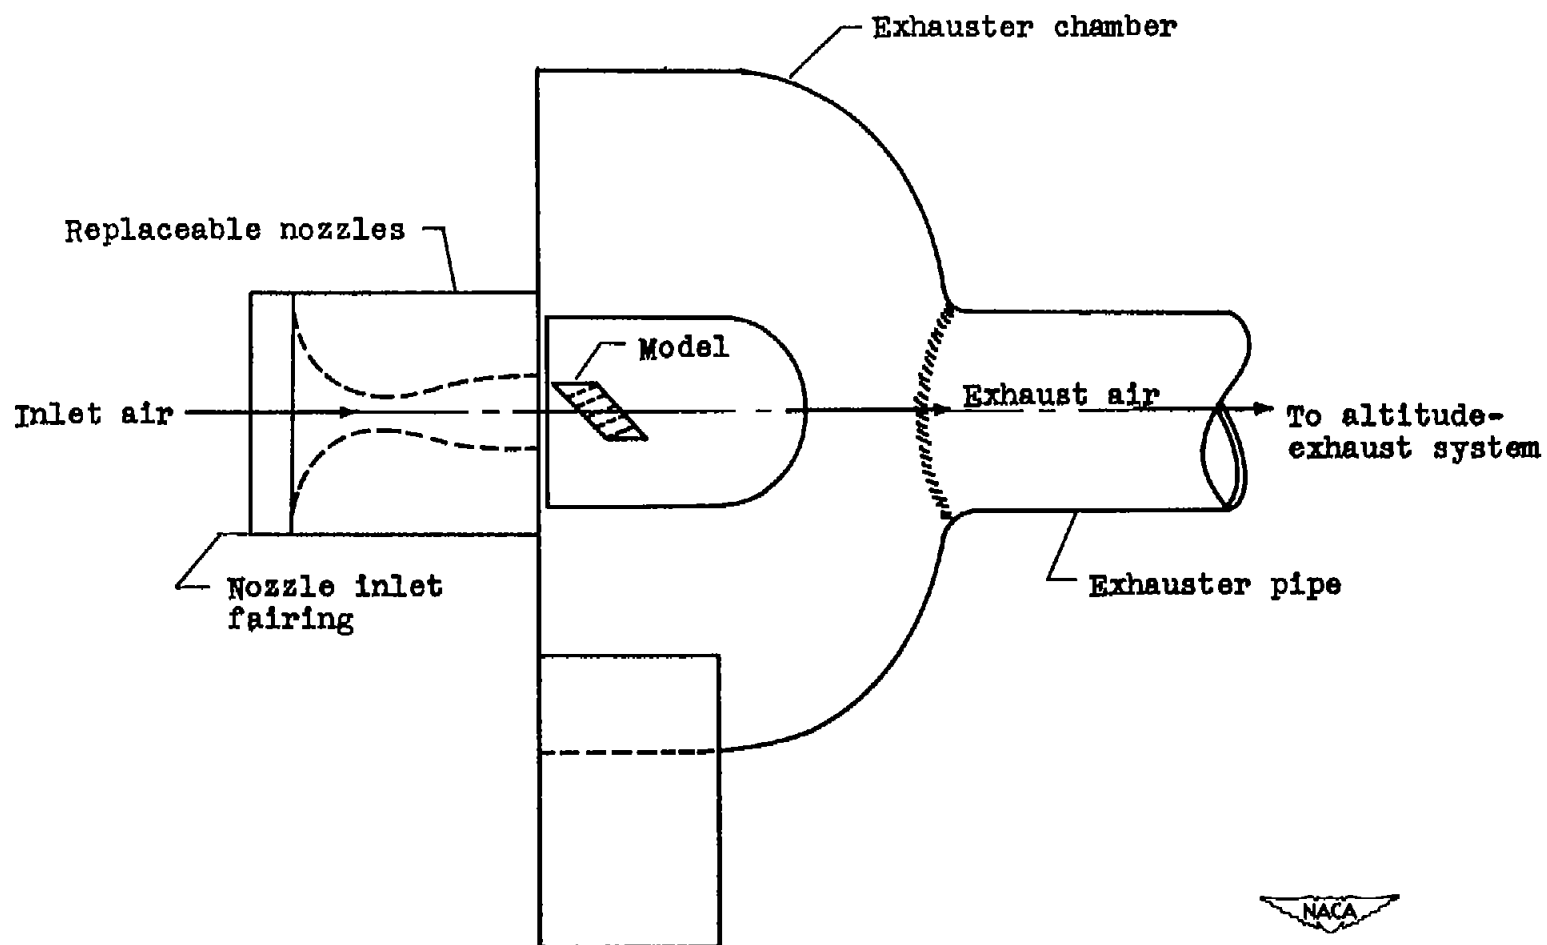 Exhauster chamber
Replaceable nozzles
Model
Inlet air
Exhaust air
To altitude-
exhaust system
Nozzle inlet
fairing
Exhauster pipe
NACA